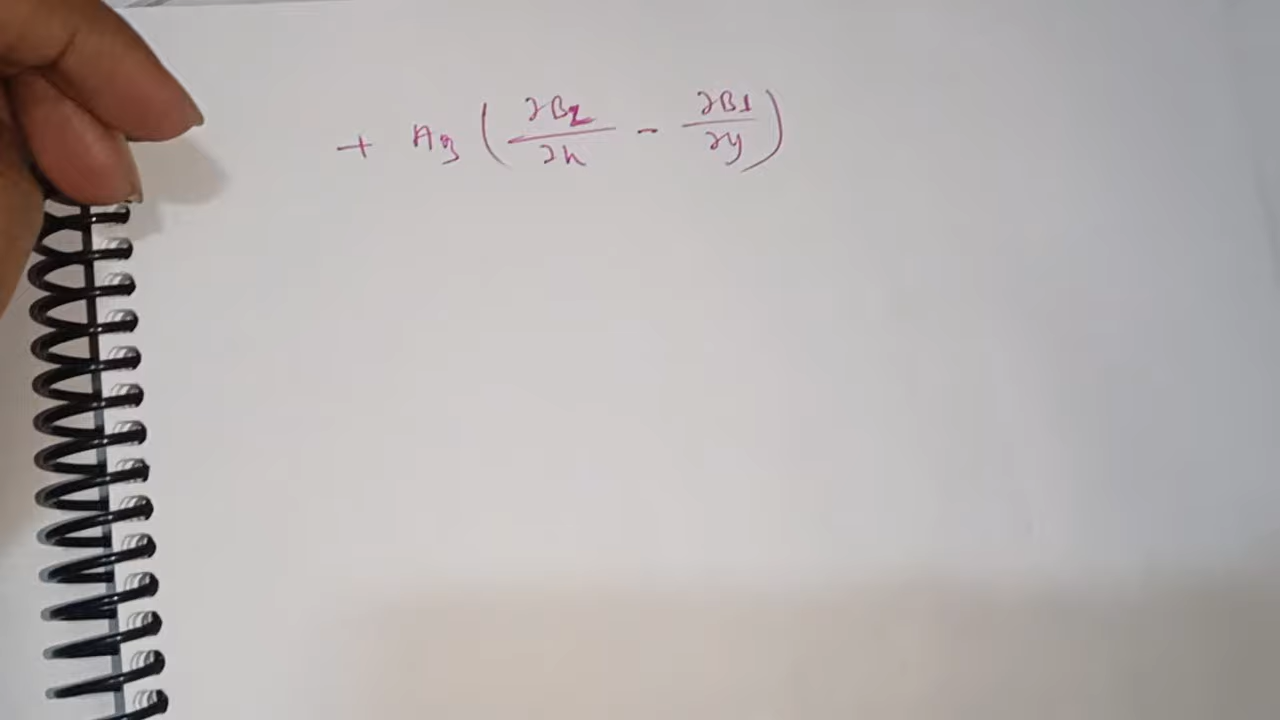 + A₃ ( ∂B₂/∂x − ∂B₁/∂y )